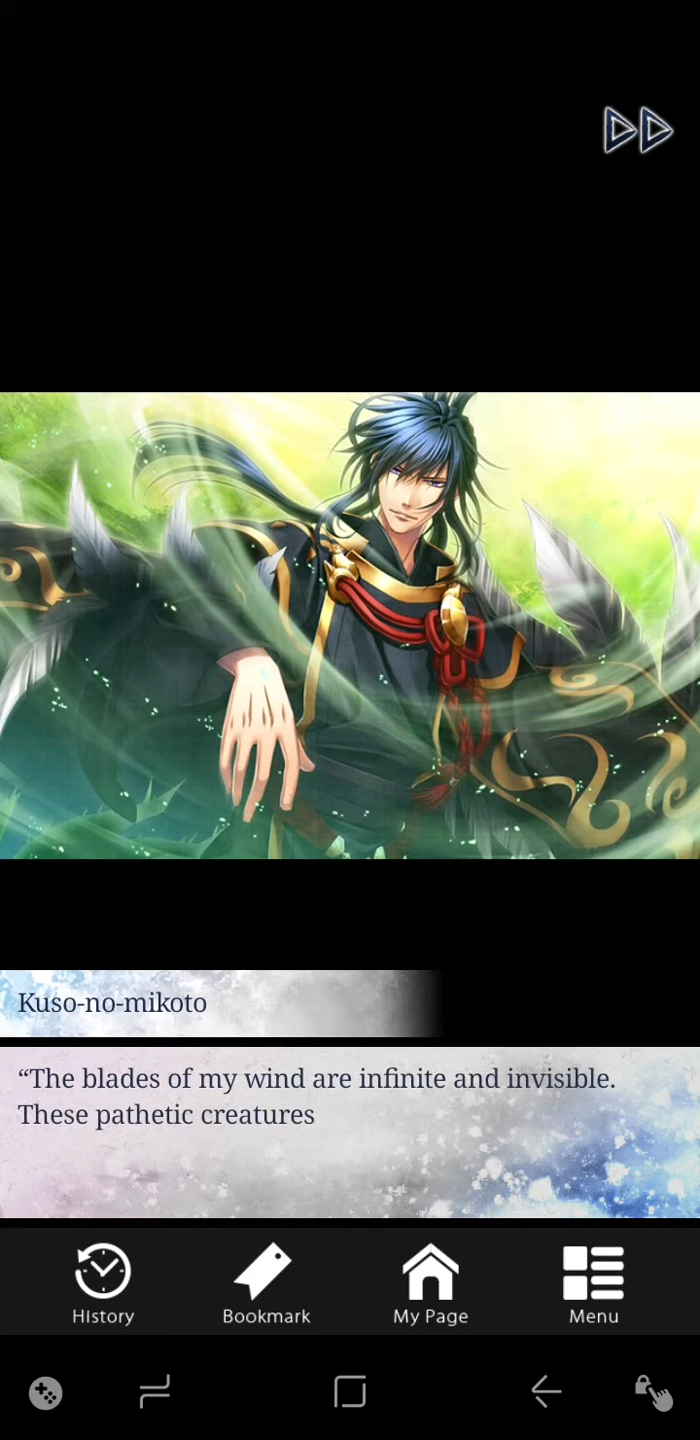 Kuso-no-mikoto
“The blades of my wind are infinite and invisible.
These pathetic creatures
History
Bookmark
My Page
Menu